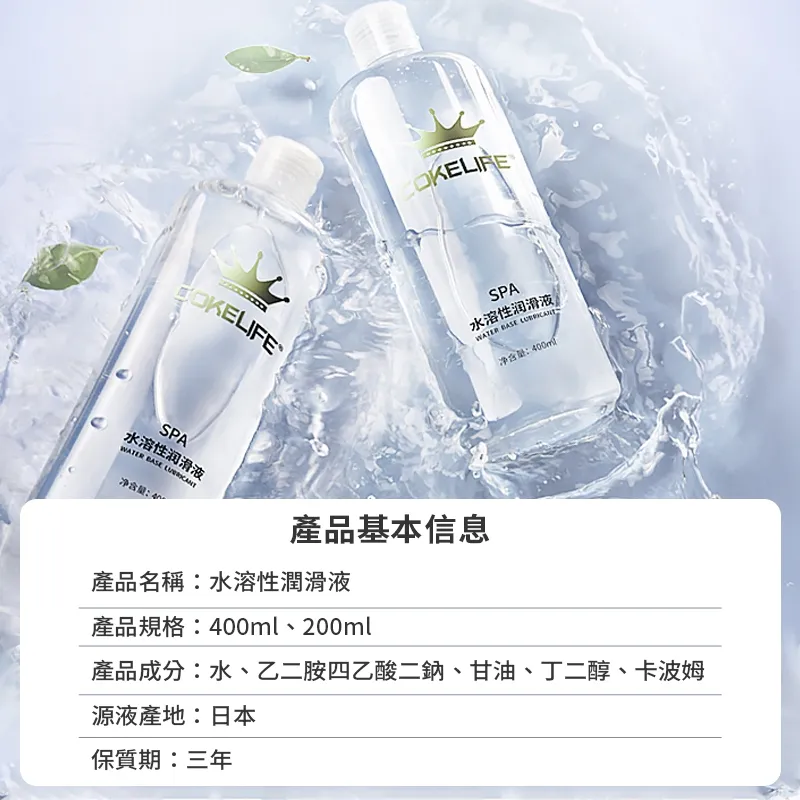 COKELIFE®
SPA
水溶性润滑液
WATER BASE LUBRICANT
净含量: 400ml
COKELIFE®
SPA
水溶性润滑液
WATER BASE LUBRICANT
净含量:
產品基本信息
產品名稱：水溶性潤滑液
產品規格：400ml、200ml
產品成分：水、乙二胺四乙酸二鈉、甘油、丁二醇、卡波姆
源液產地：日本
保質期：三年